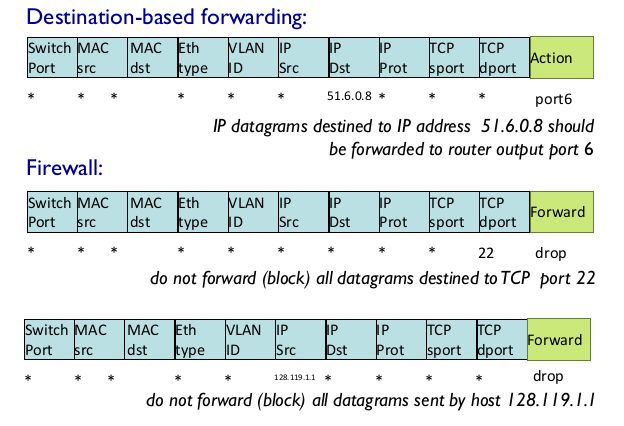 Destination-based forwarding:
Switch MAC MAC Eth VLAN IP IP IP TCP TCP Action
Port src dst type ID Src Dst Prot sport dport
* * * * * * 51.6.0.8 * * * port6
IP datagrams destined to IP address 51.6.0.8 should
be forwarded to router output port 6
Firewall:
Switch MAC MAC Eth VLAN IP IP IP TCP TCP Forward
Port src dst type ID Src Dst Prot sport dport
* * * * * * * * * 22 drop
do not forward (block) all datagrams destined to TCP port 22
Switch MAC MAC Eth VLAN IP IP IP TCP TCP Forward
Port src dst type ID Src Dst Prot sport dport
* * * * * 128.119.1.1 * * * * drop
do not forward (block) all datagrams sent by host 128.119.1.1